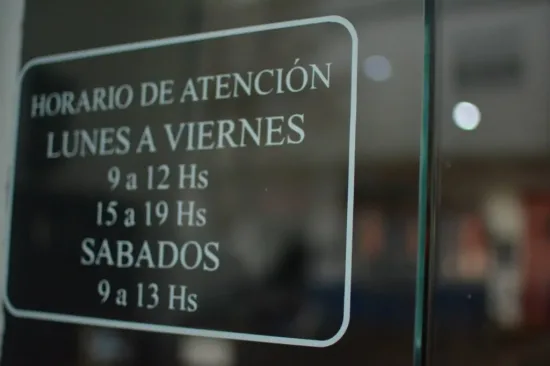 HORARIO DE ATENCIÓN
LUNES A VIERNES
9 a 12 Hs
15 a 19 Hs
SABADOS
9 a 13 Hs